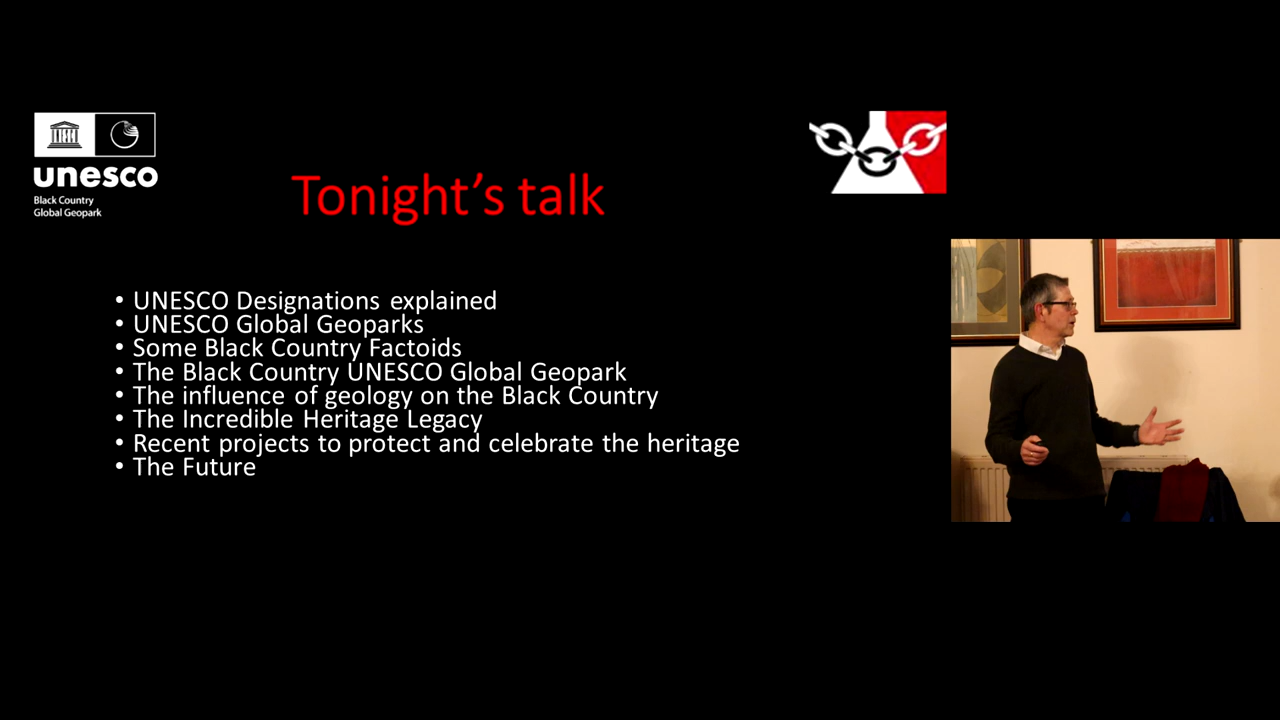 unesco
Black Country
Global Geopark
Tonight's talk
• UNESCO Designations explained
• UNESCO Global Geoparks
• Some Black Country Factoids
• The Black Country UNESCO Global Geopark
• The influence of geology on the Black Country
• The Incredible Heritage Legacy
• Recent projects to protect and celebrate the heritage
• The Future